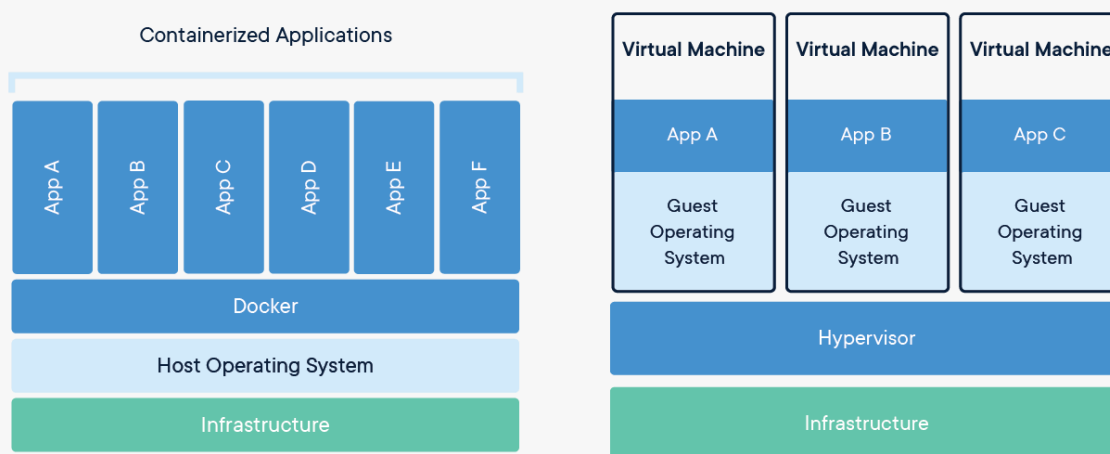 Containerized Applications
App A
App B
App C
App D
App E
App F
Docker
Host Operating System
Infrastructure
Virtual Machine
App A
Guest
Operating
System
Virtual Machine
App B
Guest
Operating
System
Virtual Machine
App C
Guest
Operating
System
Hypervisor
Infrastructure